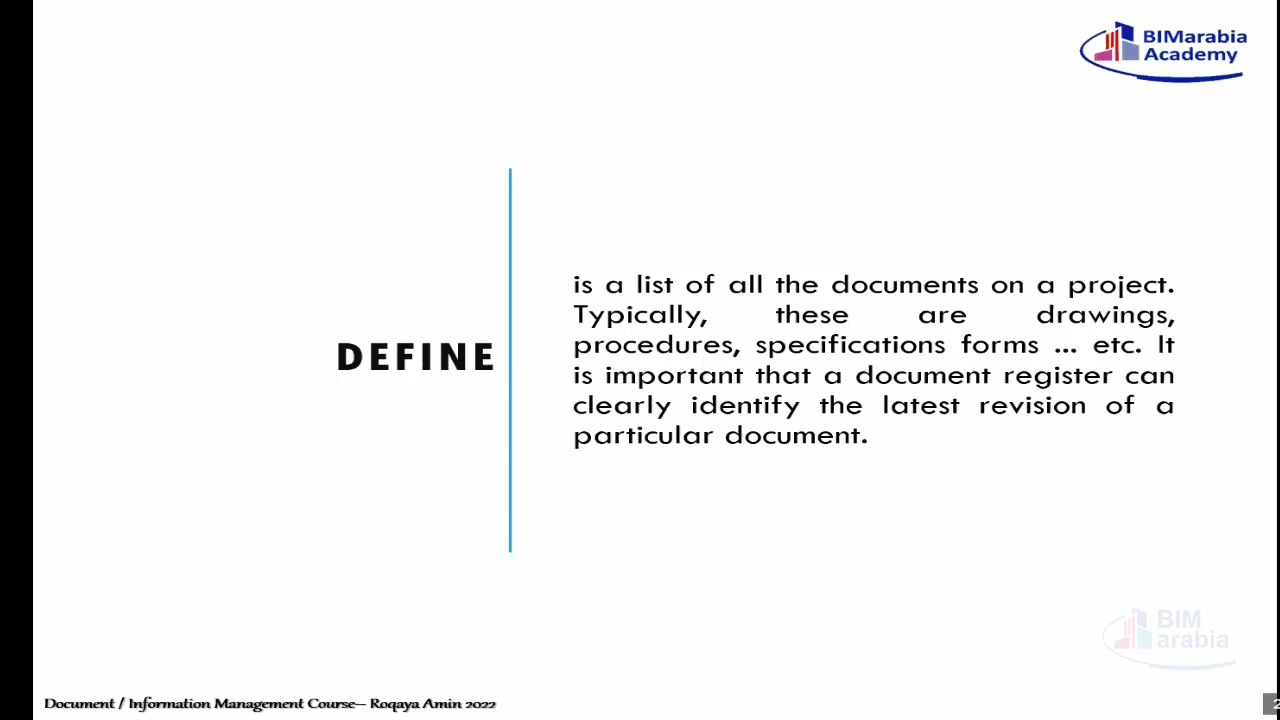 BIMarabia
Academy
DEFINE
is a list of all the documents on a project.
Typically, these are drawings,
procedures, specifications forms ... etc. It
is important that a document register can
clearly identify the latest revision of a
particular document.
BIM
arabia
Document / Information Management Course-- Roqaya Amin 2022